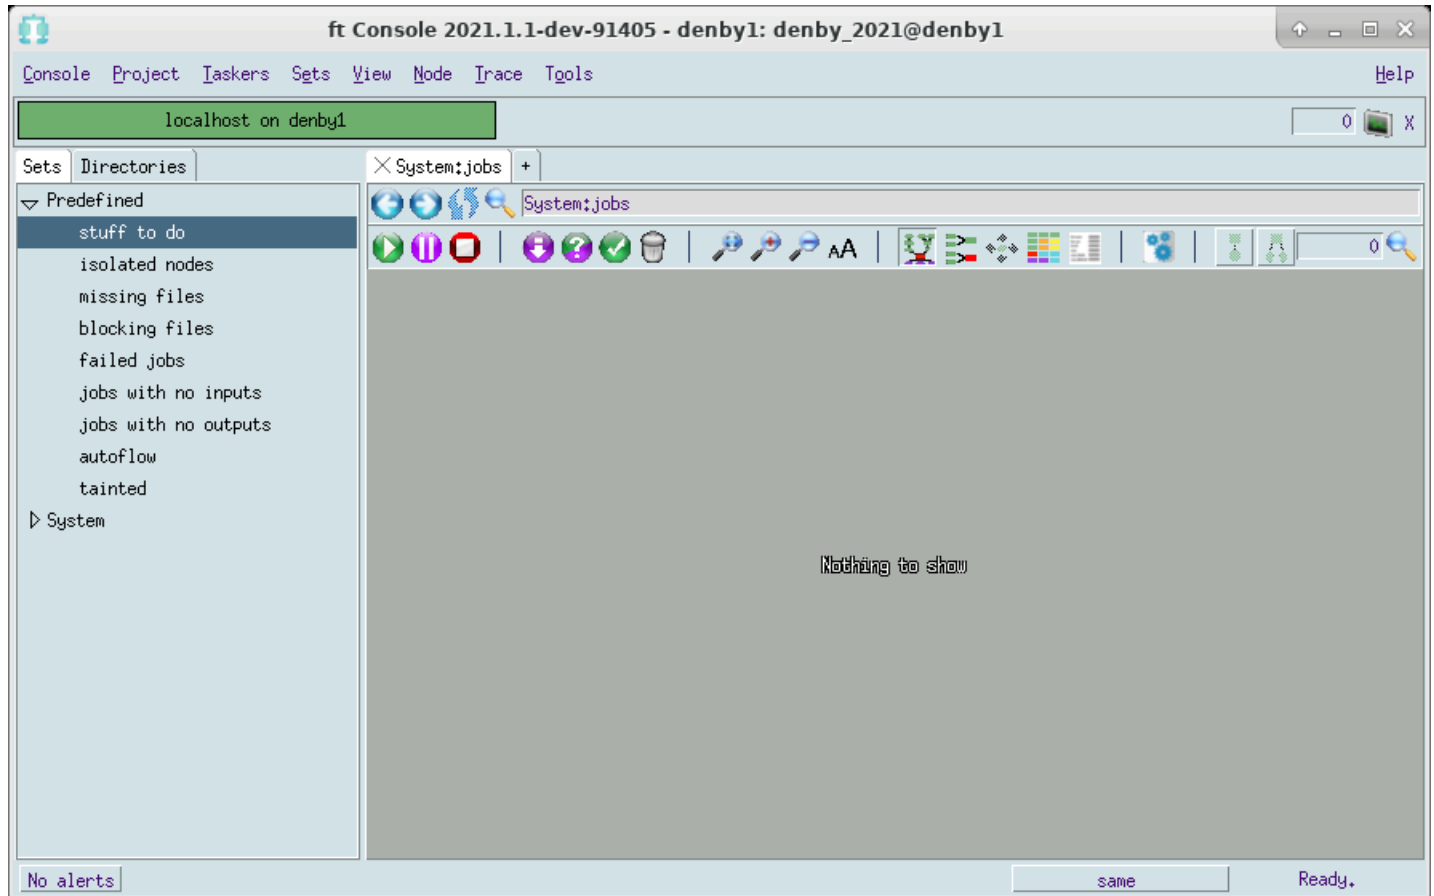 ft Console 2021.1.1-dev-91405 - denby1: denby_2021@denby1
Console Project Taskers Sets View Node Trace Tools Help
localhost on denby1 0 X
Sets Directories System:jobs +
Predefined System:jobs
stuff to do AA 0
isolated nodes
missing files
blocking files
failed jobs
jobs with no inputs
jobs with no outputs
autoflow
tainted
System
Nothing to show
No alerts same Ready.